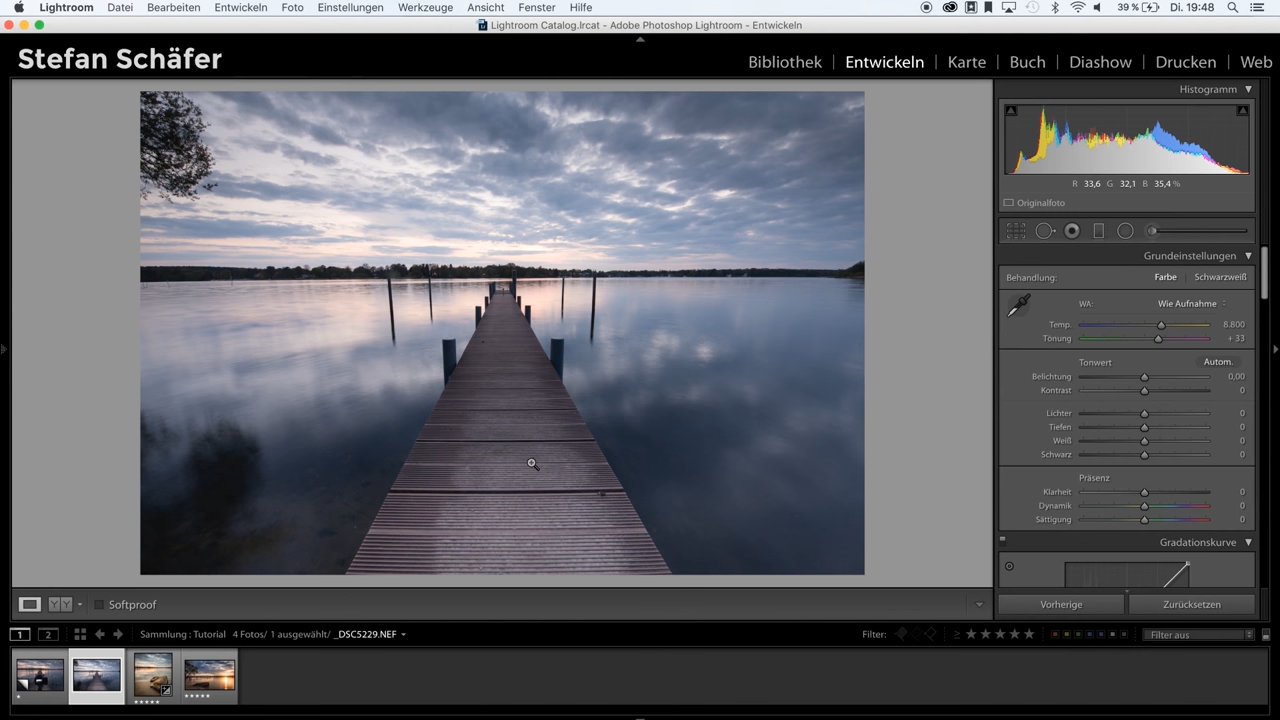 Lightroom Datei Bearbeiten Entwickeln Foto Einstellungen Werkzeuge Ansicht Fenster Hilfe 39 % Di. 19:48
Lightroom Catalog.lrcat - Adobe Photoshop Lightroom - Entwickeln
Stefan Schäfer
Bibliothek | Entwickeln | Karte | Buch | Diashow | Drucken | Web
Histogramm
R 33,6 G 32,1 B 35,4 %
Originalfoto
Grundeinstellungen
Behandlung: Farbe | Schwarzweiß
WA: Wie Aufnahme
Temp. 8.800
Tönung + 33
Tonwert Autom.
Belichtung 0,00
Kontrast 0
Lichter 0
Tiefen 0
Weiß 0
Schwarz 0
Präsenz
Klarheit 0
Dynamik 0
Sättigung 0
Gradationskurve
YY Softproof Vorherige Zurücksetzen
1 2 Sammlung : Tutorial 4 Fotos/ 1 ausgewählt/ _DSC5229.NEF Filter: ≥ ★★★★★ Filter aus